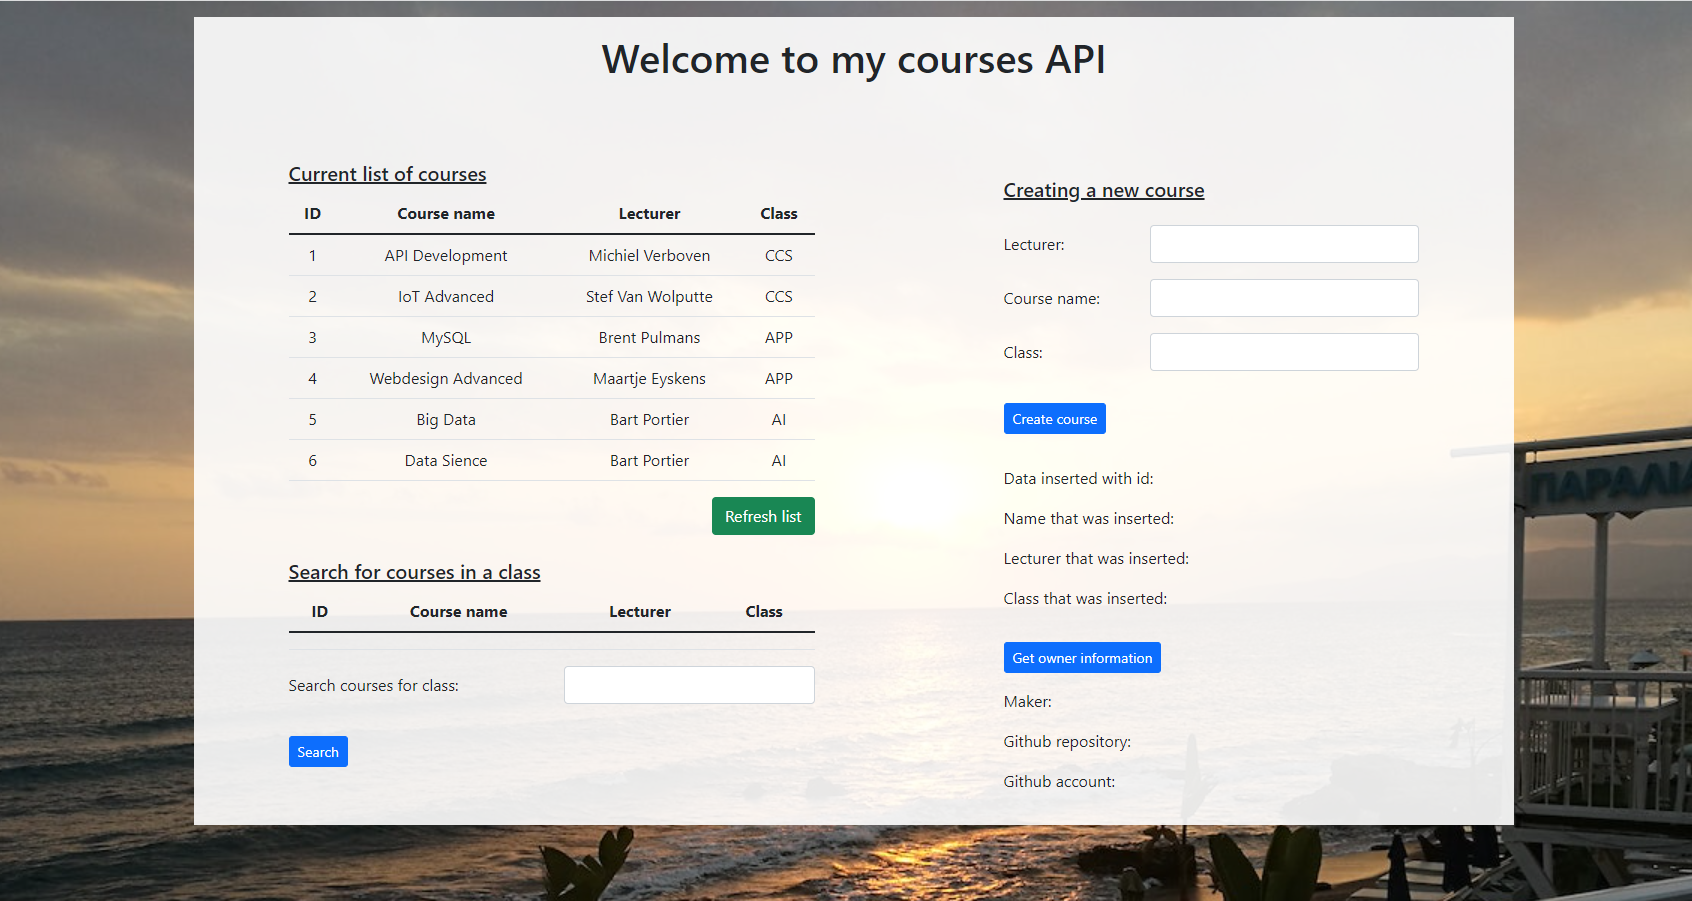 Welcome to my courses API
Current list of courses
ID Course name Lecturer Class
1 API Development Michiel Verboven CCS
2 IoT Advanced Stef Van Wolputte CCS
3 MySQL Brent Pulmans APP
4 Webdesign Advanced Maartje Eyskens APP
5 Big Data Bart Portier AI
6 Data Sience Bart Portier AI
Refresh list
Search for courses in a class
ID Course name Lecturer Class
Search courses for class:
Search
Creating a new course
Lecturer:
Course name:
Class:
Create course
Data inserted with id:
Name that was inserted:
Lecturer that was inserted:
Class that was inserted:
Get owner information
Maker:
Github repository:
Github account:
ΠΑΡΑΛΙΑ